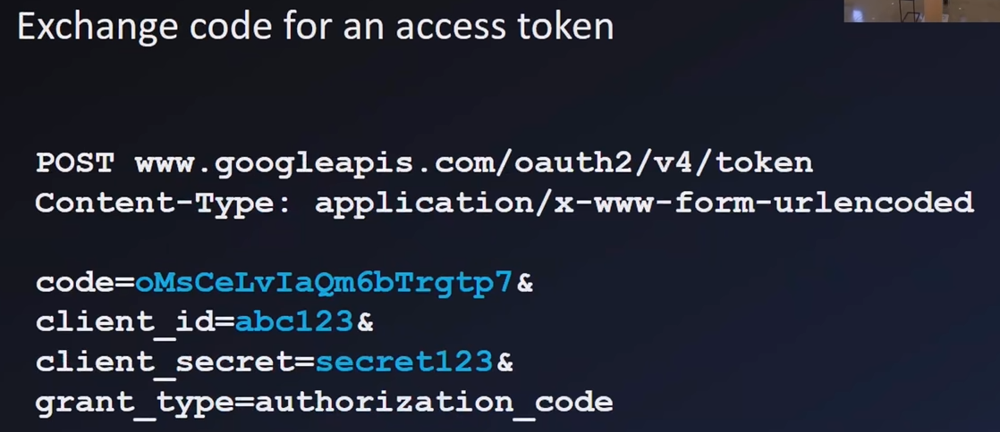 Exchange code for an access token
POST www.googleapis.com/oauth2/v4/token
Content-Type: application/x-www-form-urlencoded
code=oMsCeLvIaQm6bTrgtp7&
client_id=abc123&
client_secret=secret123&
grant_type=authorization_code